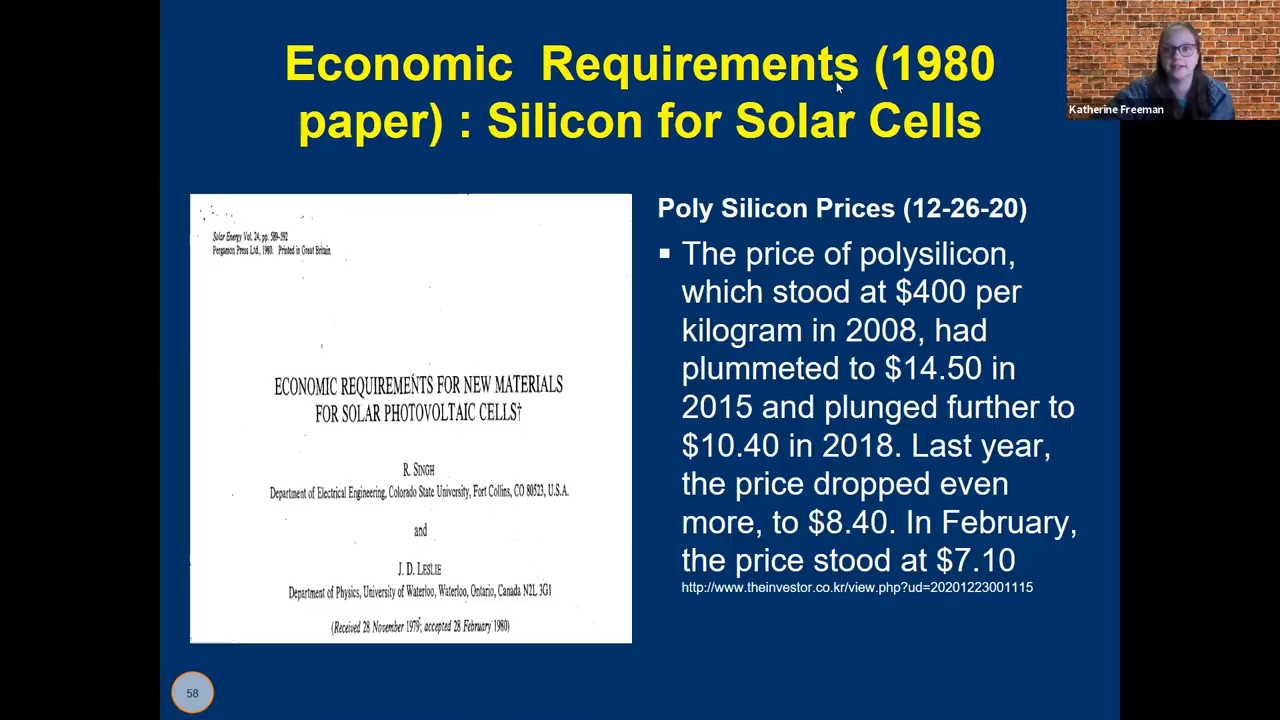 Economic Requirements (1980
paper) : Silicon for Solar Cells
Katherine Freeman
Solar Energy Vol. 24, pp. 589-592
Pergamon Press Ltd., 1980. Printed in Great Britain
ECONOMIC REQUIREMENTS FOR NEW MATERIALS
FOR SOLAR PHOTOVOLTAIC CELLS†
R. SINGH
Department of Electrical Engineering, Colorado State University, Fort Collins, CO 80523, U.S.A.
and
J. D. LESLIE
Department of Physics, University of Waterloo, Waterloo, Ontario, Canada N2L 3G1
(Received 28 November 1979; accepted 28 February 1980)
Poly Silicon Prices (12-26-20)
▪ The price of polysilicon,
which stood at $400 per
kilogram in 2008, had
plummeted to $14.50 in
2015 and plunged further to
$10.40 in 2018. Last year,
the price dropped even
more, to $8.40. In February,
the price stood at $7.10
http://www.theinvestor.co.kr/view.php?ud=20201223001115
58